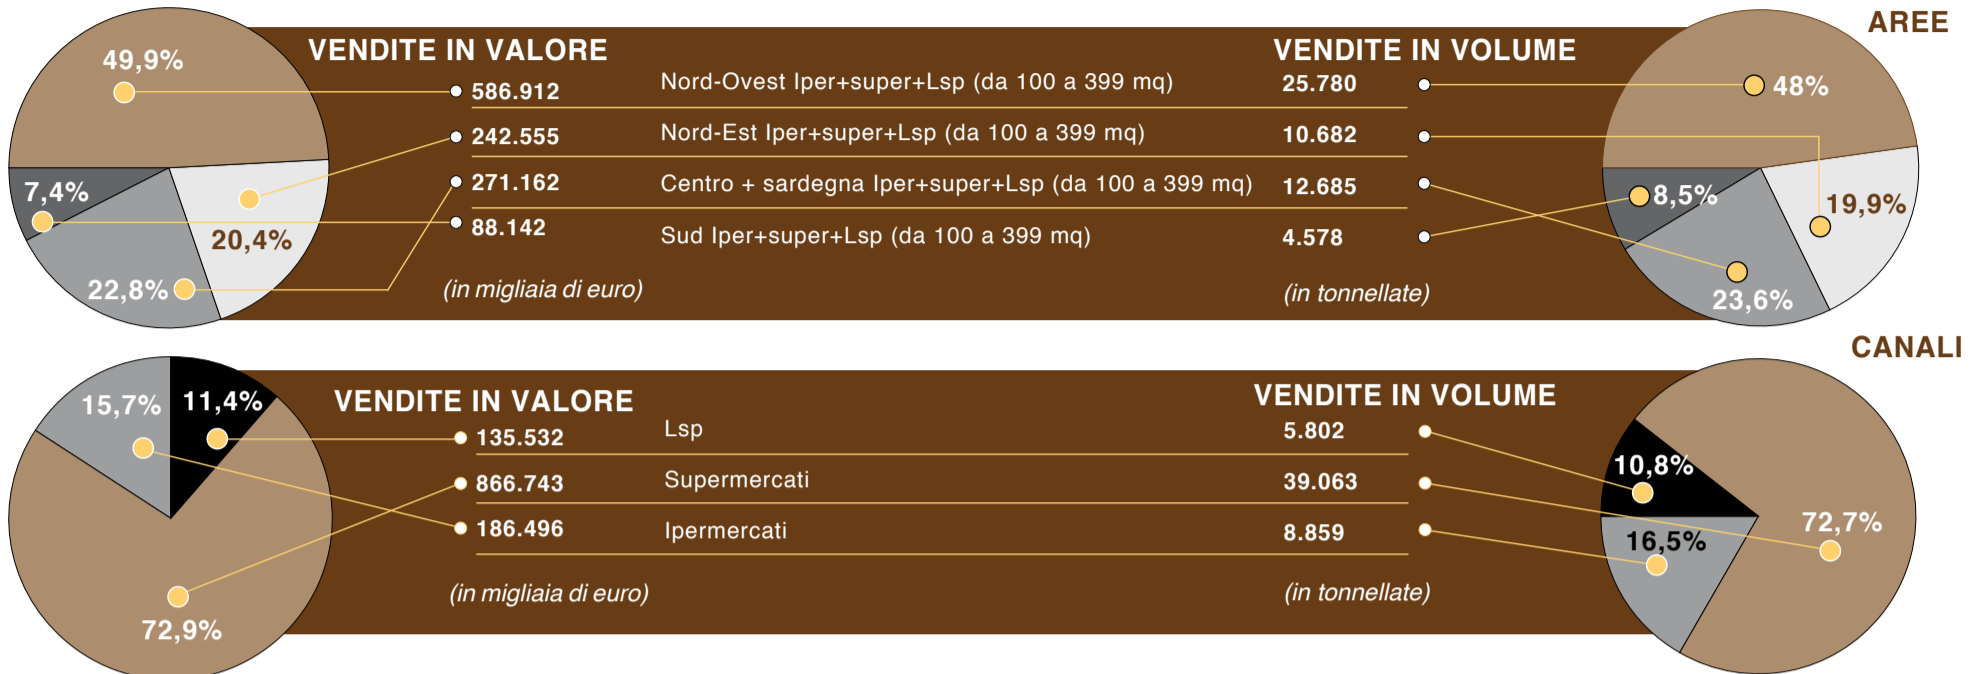 AREE
VENDITE IN VALORE
VENDITE IN VOLUME
49,9%
7,4%
20,4%
22,8%
586.912 Nord-Ovest Iper+super+Lsp (da 100 a 399 mq) 25.780
242.555 Nord-Est Iper+super+Lsp (da 100 a 399 mq) 10.682
271.162 Centro + sardegna Iper+super+Lsp (da 100 a 399 mq) 12.685
88.142 Sud Iper+super+Lsp (da 100 a 399 mq) 4.578
(in migliaia di euro) (in tonnellate)
48%
8,5%
19,9%
23,6%
CANALI
VENDITE IN VALORE
VENDITE IN VOLUME
15,7%
11,4%
72,9%
135.532 Lsp 5.802
866.743 Supermercati 39.063
186.496 Ipermercati 8.859
(in migliaia di euro) (in tonnellate)
10,8%
72,7%
16,5%